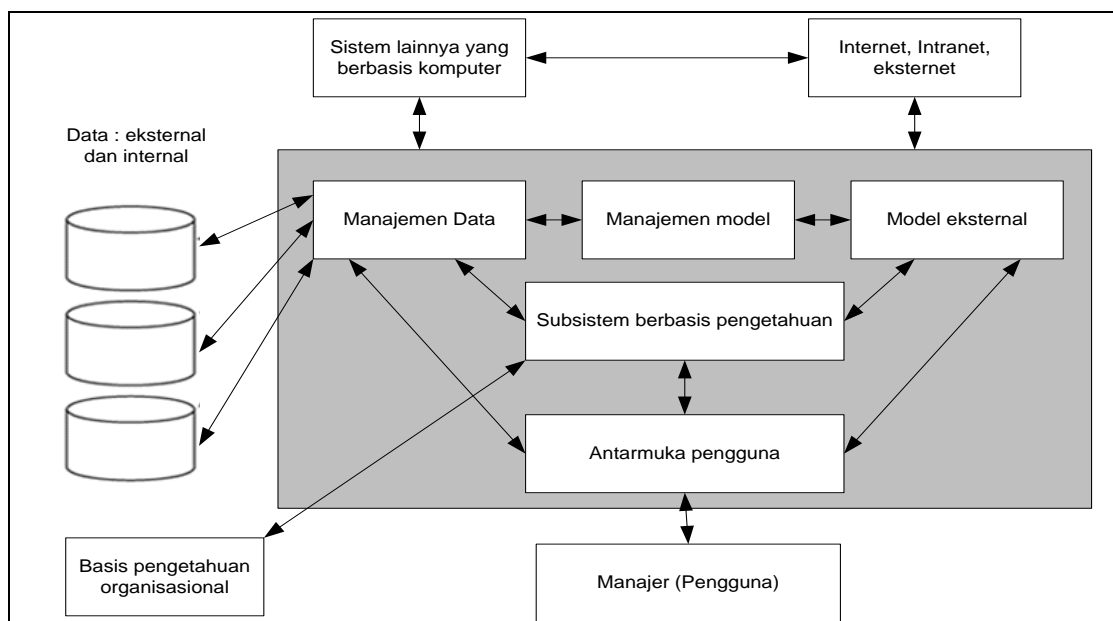 Sistem lainnya yang
berbasis komputer
Internet, Intranet,
eksternet
Data : eksternal
dan internal
Manajemen Data
Manajemen model
Model eksternal
Subsistem berbasis pengetahuan
Antarmuka pengguna
Basis pengetahuan
organisasional
Manajer (Pengguna)